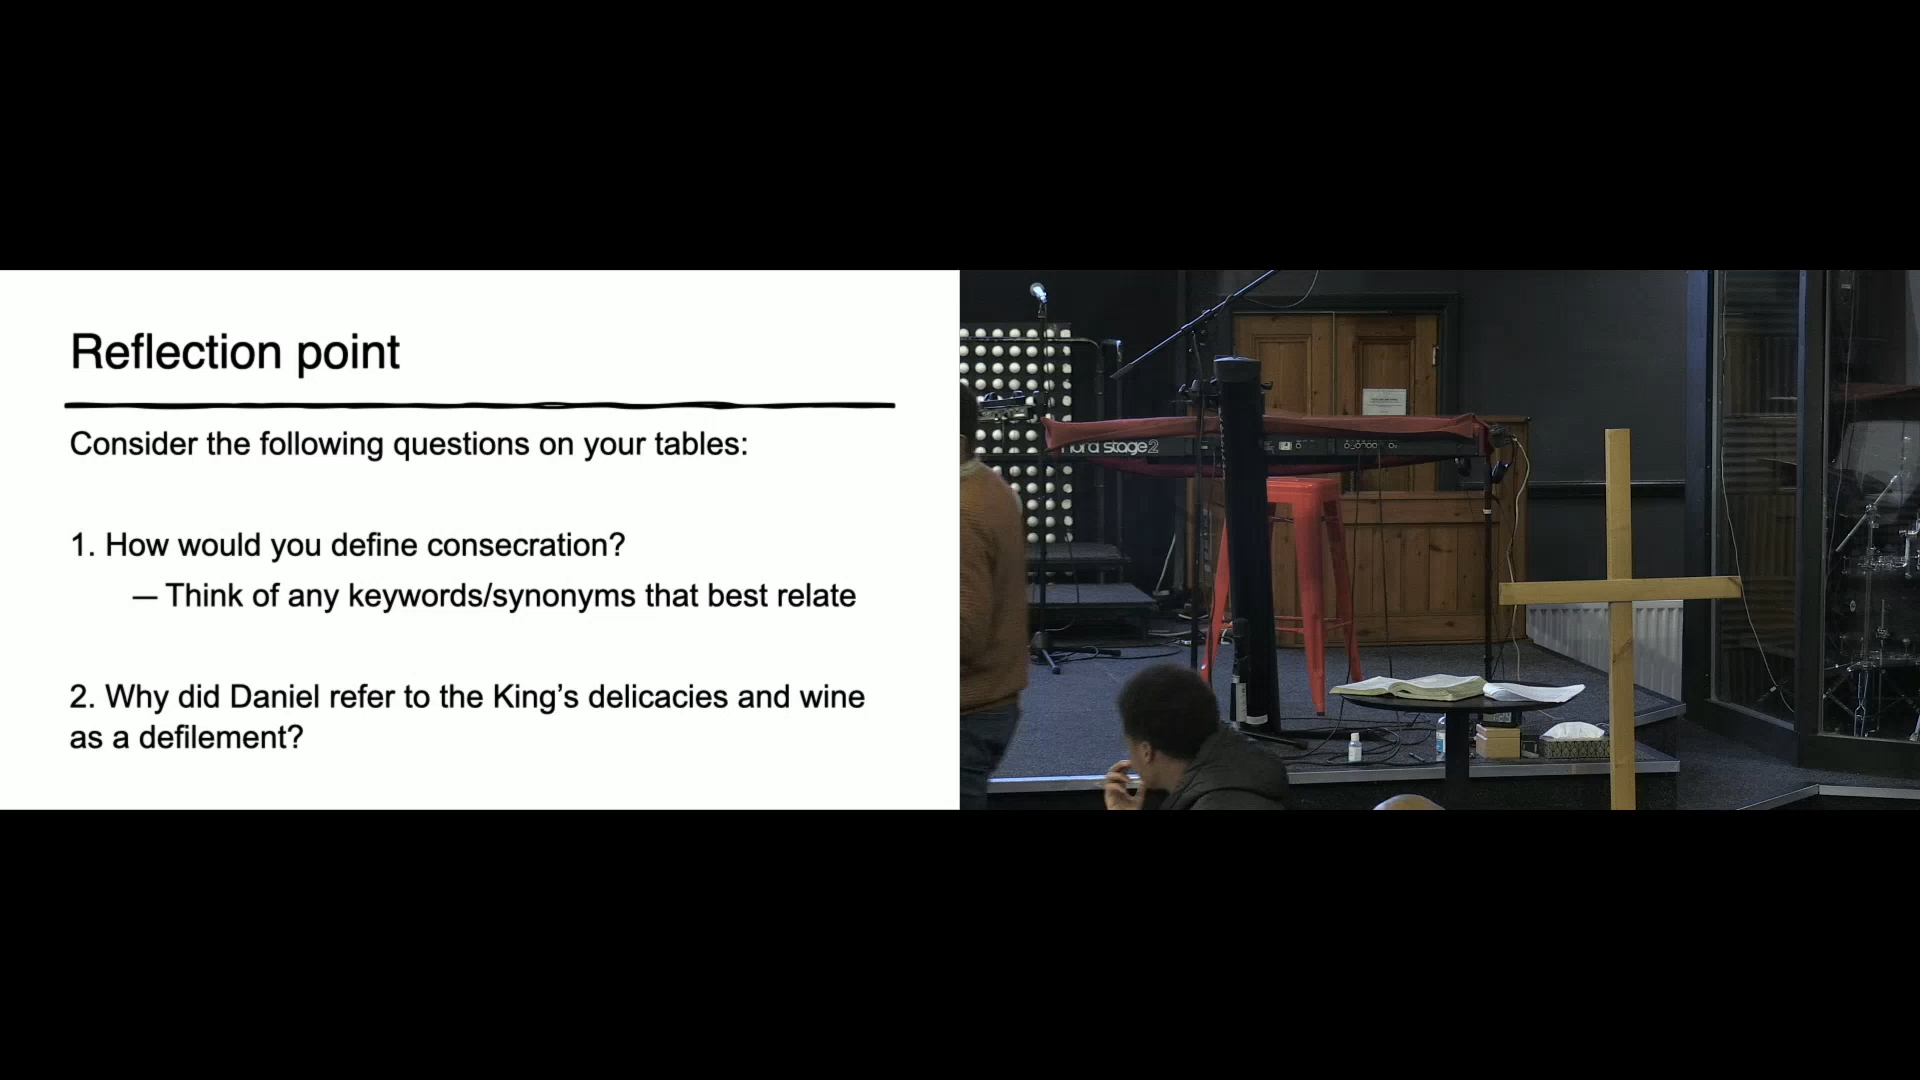 Reflection point
Consider the following questions on your tables:
1. How would you define consecration?
— Think of any keywords/synonyms that best relate
2. Why did Daniel refer to the King’s delicacies and wine
as a defilement?
nord stage2